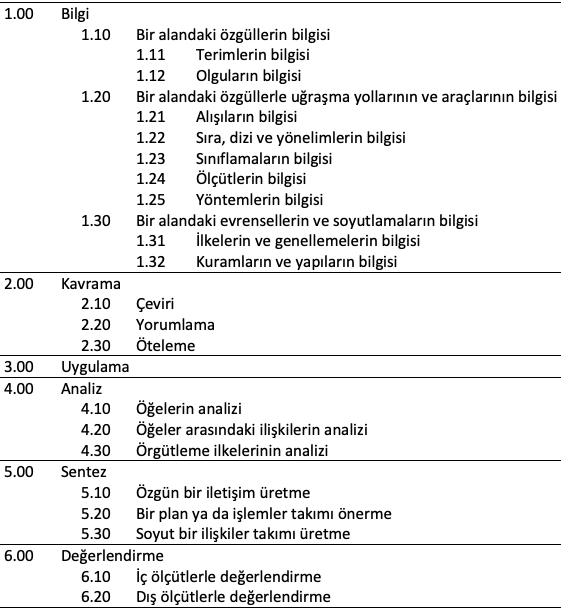 1.00 Bilgi
1.10 Bir alandaki özgüllerin bilgisi
1.11 Terimlerin bilgisi
1.12 Olguların bilgisi
1.20 Bir alandaki özgüllerle uğraşma yollarının ve araçlarının bilgisi
1.21 Alışıların bilgisi
1.22 Sıra, dizi ve yönelimlerin bilgisi
1.23 Sınıflamaların bilgisi
1.24 Ölçütlerin bilgisi
1.25 Yöntemlerin bilgisi
1.30 Bir alandaki evrensellerin ve soyutlamaların bilgisi
1.31 İlkelerin ve genellemelerin bilgisi
1.32 Kuramların ve yapıların bilgisi
2.00 Kavrama
2.10 Çeviri
2.20 Yorumlama
2.30 Öteleme
3.00 Uygulama
4.00 Analiz
4.10 Öğelerin analizi
4.20 Öğeler arasındaki ilişkilerin analizi
4.30 Örgütleme ilkelerinin analizi
5.00 Sentez
5.10 Özgün bir iletişim üretme
5.20 Bir plan ya da işlemler takımı önerme
5.30 Soyut bir ilişkiler takımı üretme
6.00 Değerlendirme
6.10 İç ölçütlerle değerlendirme
6.20 Dış ölçütlerle değerlendirme